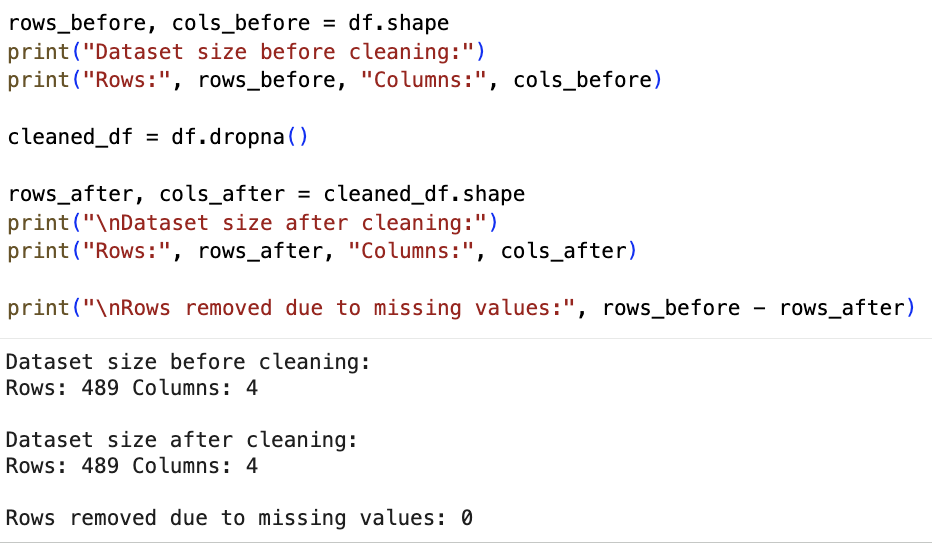 rows_before, cols_before = df.shape
print("Dataset size before cleaning:")
print("Rows:", rows_before, "Columns:", cols_before)
cleaned_df = df.dropna()
rows_after, cols_after = cleaned_df.shape
print("\nDataset size after cleaning:")
print("Rows:", rows_after, "Columns:", cols_after)
print("\nRows removed due to missing values:", rows_before - rows_after)
Dataset size before cleaning:
Rows: 489 Columns: 4
Dataset size after cleaning:
Rows: 489 Columns: 4
Rows removed due to missing values: 0